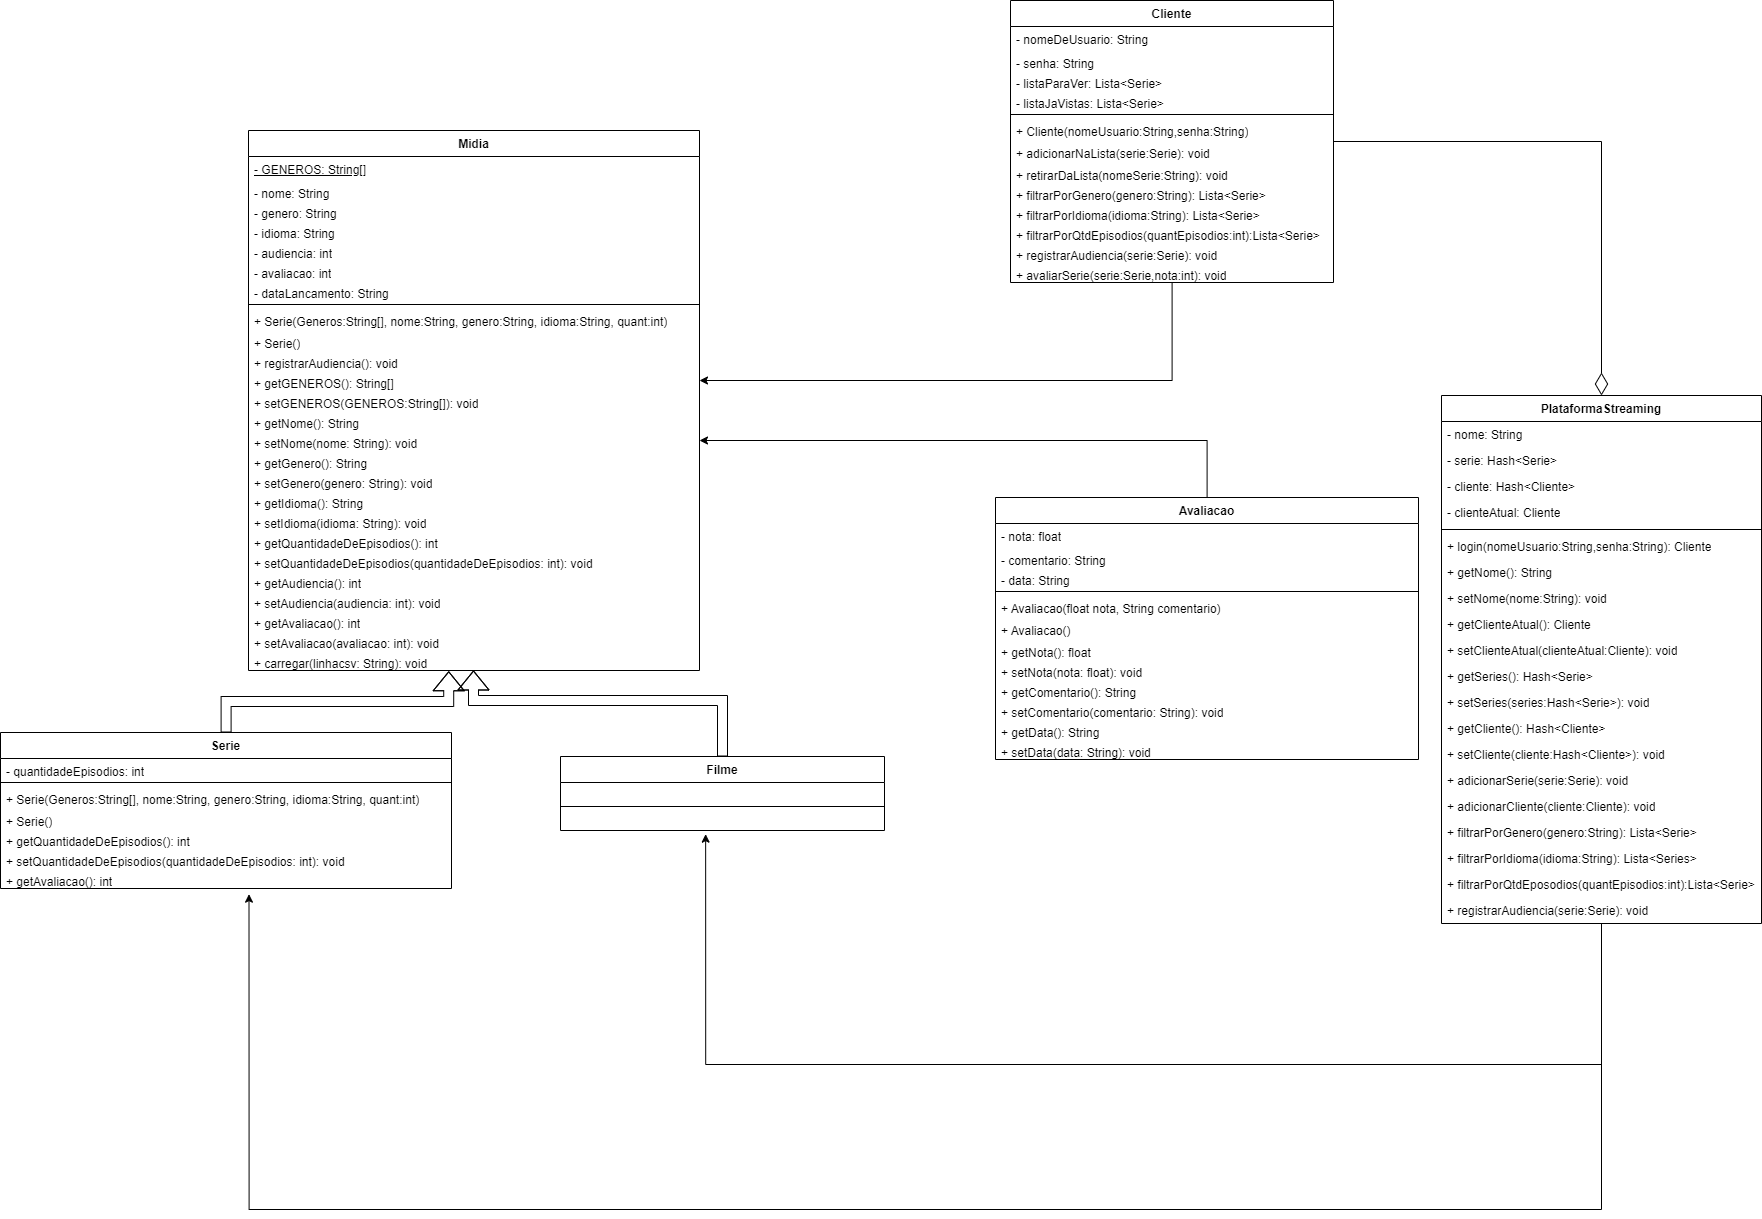 Cliente
- nomeDeUsuario: String
- senha: String
- listaParaVer: Lista<Serie>
- listaJaVistas: Lista<Serie>
+ Cliente(nomeUsuario:String,senha:String)
+ adicionarNaLista(serie:Serie): void
+ retirarDaLista(nomeSerie:String): void
+ filtrarPorGenero(genero:String): Lista<Serie>
+ filtrarPorIdioma(idioma:String): Lista<Serie>
+ filtrarPorQtdEpisodios(quantEpisodios:int):Lista<Serie>
+ registrarAudiencia(serie:Serie): void
+ avaliarSerie(serie:Serie,nota:int): void
Midia
- GENEROS: String[]
- nome: String
- genero: String
- idioma: String
- audiencia: int
- avaliacao: int
- dataLancamento: String
+ Serie(Generos:String[], nome:String, genero:String, idioma:String, quant:int)
+ Serie()
+ registrarAudiencia(): void
+ getGENEROS(): String[]
+ setGENEROS(GENEROS:String[]): void
+ getNome(): String
+ setNome(nome: String): void
+ getGenero(): String
+ setGenero(genero: String): void
+ getIdioma(): String
+ setIdioma(idioma: String): void
+ getQuantidadeDeEpisodios(): int
+ setQuantidadeDeEpisodios(quantidadeDeEpisodios: int): void
+ getAudiencia(): int
+ setAudiencia(audiencia: int): void
+ getAvaliacao(): int
+ setAvaliacao(avaliacao: int): void
+ carregar(linhacsv: String): void
PlataformaStreaming
- nome: String
- serie: Hash<Serie>
- cliente: Hash<Cliente>
- clienteAtual: Cliente
+ login(nomeUsuario:String,senha:String): Cliente
+ getNome(): String
+ setNome(nome:String): void
+ getClienteAtual(): Cliente
+ setClienteAtual(clienteAtual:Cliente): void
+ getSeries(): Hash<Serie>
+ setSeries(series:Hash<Serie>): void
+ getCliente(): Hash<Cliente>
+ setCliente(cliente:Hash<Cliente>): void
+ adicionarSerie(serie:Serie): void
+ adicionarCliente(cliente:Cliente): void
+ filtrarPorGenero(genero:String): Lista<Serie>
+ filtrarPorIdioma(idioma:String): Lista<Series>
+ filtrarPorQtdEposodios(quantEpisodios:int):Lista<Serie>
+ registrarAudiencia(serie:Serie): void
Avaliacao
- nota: float
- comentario: String
- data: String
+ Avaliacao(float nota, String comentario)
+ Avaliacao()
+ getNota(): float
+ setNota(nota: float): void
+ getComentario(): String
+ setComentario(comentario: String): void
+ getData(): String
+ setData(data: String): void
Serie
- quantidadeEpisodios: int
+ Serie(Generos:String[], nome:String, genero:String, idioma:String, quant:int)
+ Serie()
+ getQuantidadeDeEpisodios(): int
+ setQuantidadeDeEpisodios(quantidadeDeEpisodios: int): void
+ getAvaliacao(): int
Filme